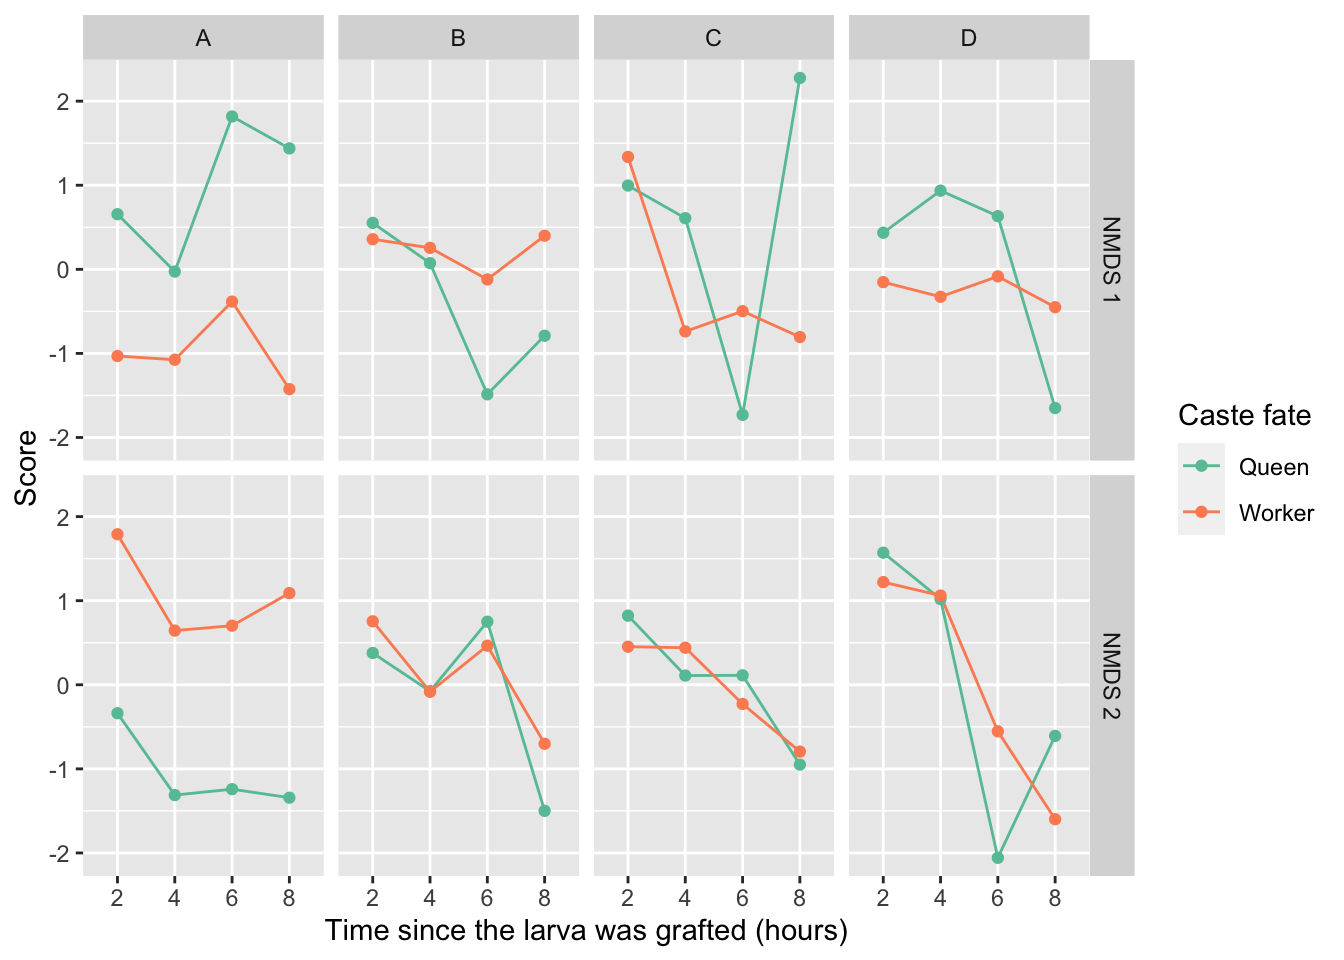 A B C D
2
1
0
-1
-2
NMDS 1
Score
2
1
0
-1
-2
NMDS 2
2 4 6 8 2 4 6 8 2 4 6 8 2 4 6 8
Time since the larva was grafted (hours)
Caste fate
Queen
Worker